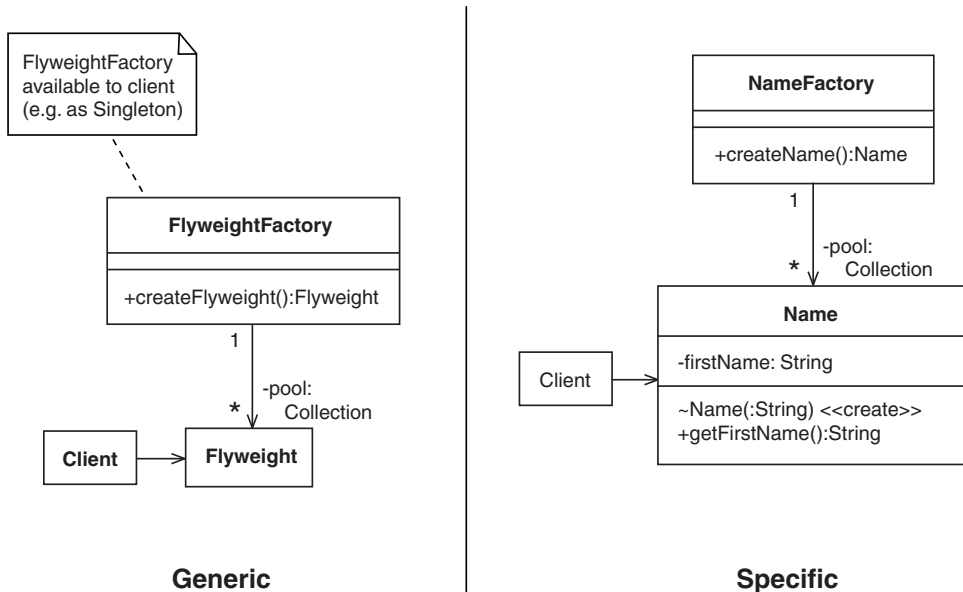 FlyweightFactory
available to client
(e.g. as Singleton)
FlyweightFactory
+createFlyweight():Flyweight
1
-pool:
*
Collection
Client
Flyweight
Generic
NameFactory
+createName():Name
1
-pool:
*
Collection
Name
-firstName: String
Client
~Name(:String) <<create>>
+getFirstName():String
Specific